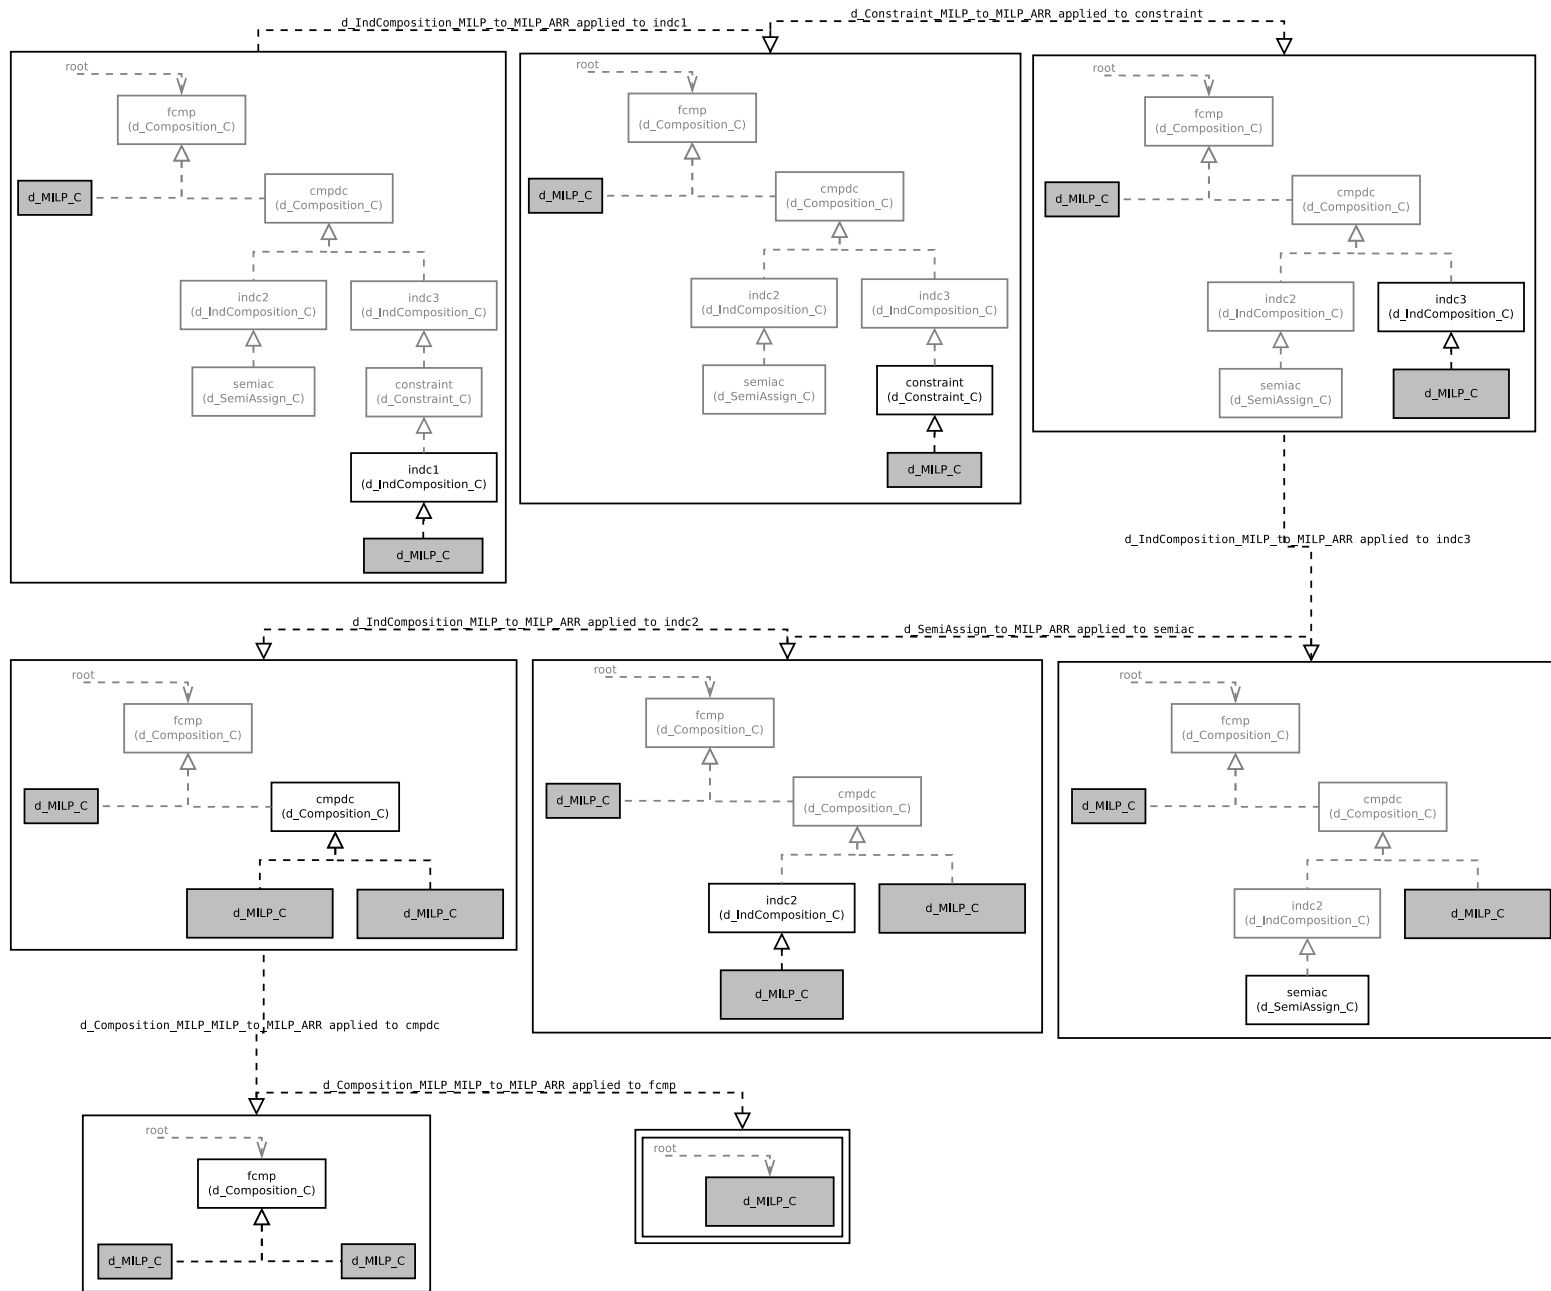 d_IndComposition_MILP_to_MILP_ARR applied to indc1
d_Constraint_MILP_to_MILP_ARR applied to constraint
root
fcmp
(d_Composition_C)
d_MILP_C
cmpdc
(d_Composition_C)
indc2
(d_IndComposition_C)
indc3
(d_IndComposition_C)
semiac
(d_SemiAssign_C)
constraint
(d_Constraint_C)
indc1
(d_IndComposition_C)
d_MILP_C
root
fcmp
(d_Composition_C)
d_MILP_C
cmpdc
(d_Composition_C)
indc2
(d_IndComposition_C)
indc3
(d_IndComposition_C)
semiac
(d_SemiAssign_C)
constraint
(d_Constraint_C)
d_MILP_C
root
fcmp
(d_Composition_C)
d_MILP_C
cmpdc
(d_Composition_C)
indc2
(d_IndComposition_C)
indc3
(d_IndComposition_C)
semiac
(d_SemiAssign_C)
d_MILP_C
d_IndComposition_MILP_to_MILP_ARR applied to indc3
d_IndComposition_MILP_to_MILP_ARR applied to indc2
d_SemiAssign_to_MILP_ARR applied to semiac
root
fcmp
(d_Composition_C)
d_MILP_C
cmpdc
(d_Composition_C)
d_MILP_C
d_MILP_C
root
fcmp
(d_Composition_C)
d_MILP_C
cmpdc
(d_Composition_C)
indc2
(d_IndComposition_C)
d_MILP_C
d_MILP_C
root
fcmp
(d_Composition_C)
d_MILP_C
cmpdc
(d_Composition_C)
indc2
(d_IndComposition_C)
d_MILP_C
semiac
(d_SemiAssign_C)
d_Composition_MILP_MILP_to_MILP_ARR applied to cmpdc
d_Composition_MILP_MILP_to_MILP_ARR applied to fcmp
root
fcmp
(d_Composition_C)
d_MILP_C
d_MILP_C
root
d_MILP_C